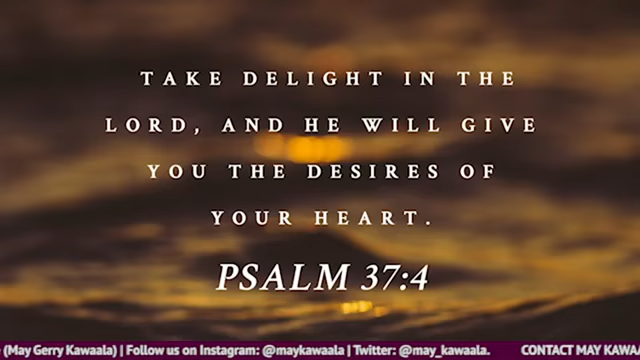 TAKE DELIGHT IN THE
LORD, AND HE WILL GIVE
YOU THE DESIRES OF
YOUR HEART.
PSALM 37:4
(May Gerry Kawaala) | Follow us on Instagram: @maykawaala | Twitter: @may_kawaala. CONTACT MAY KAWAA